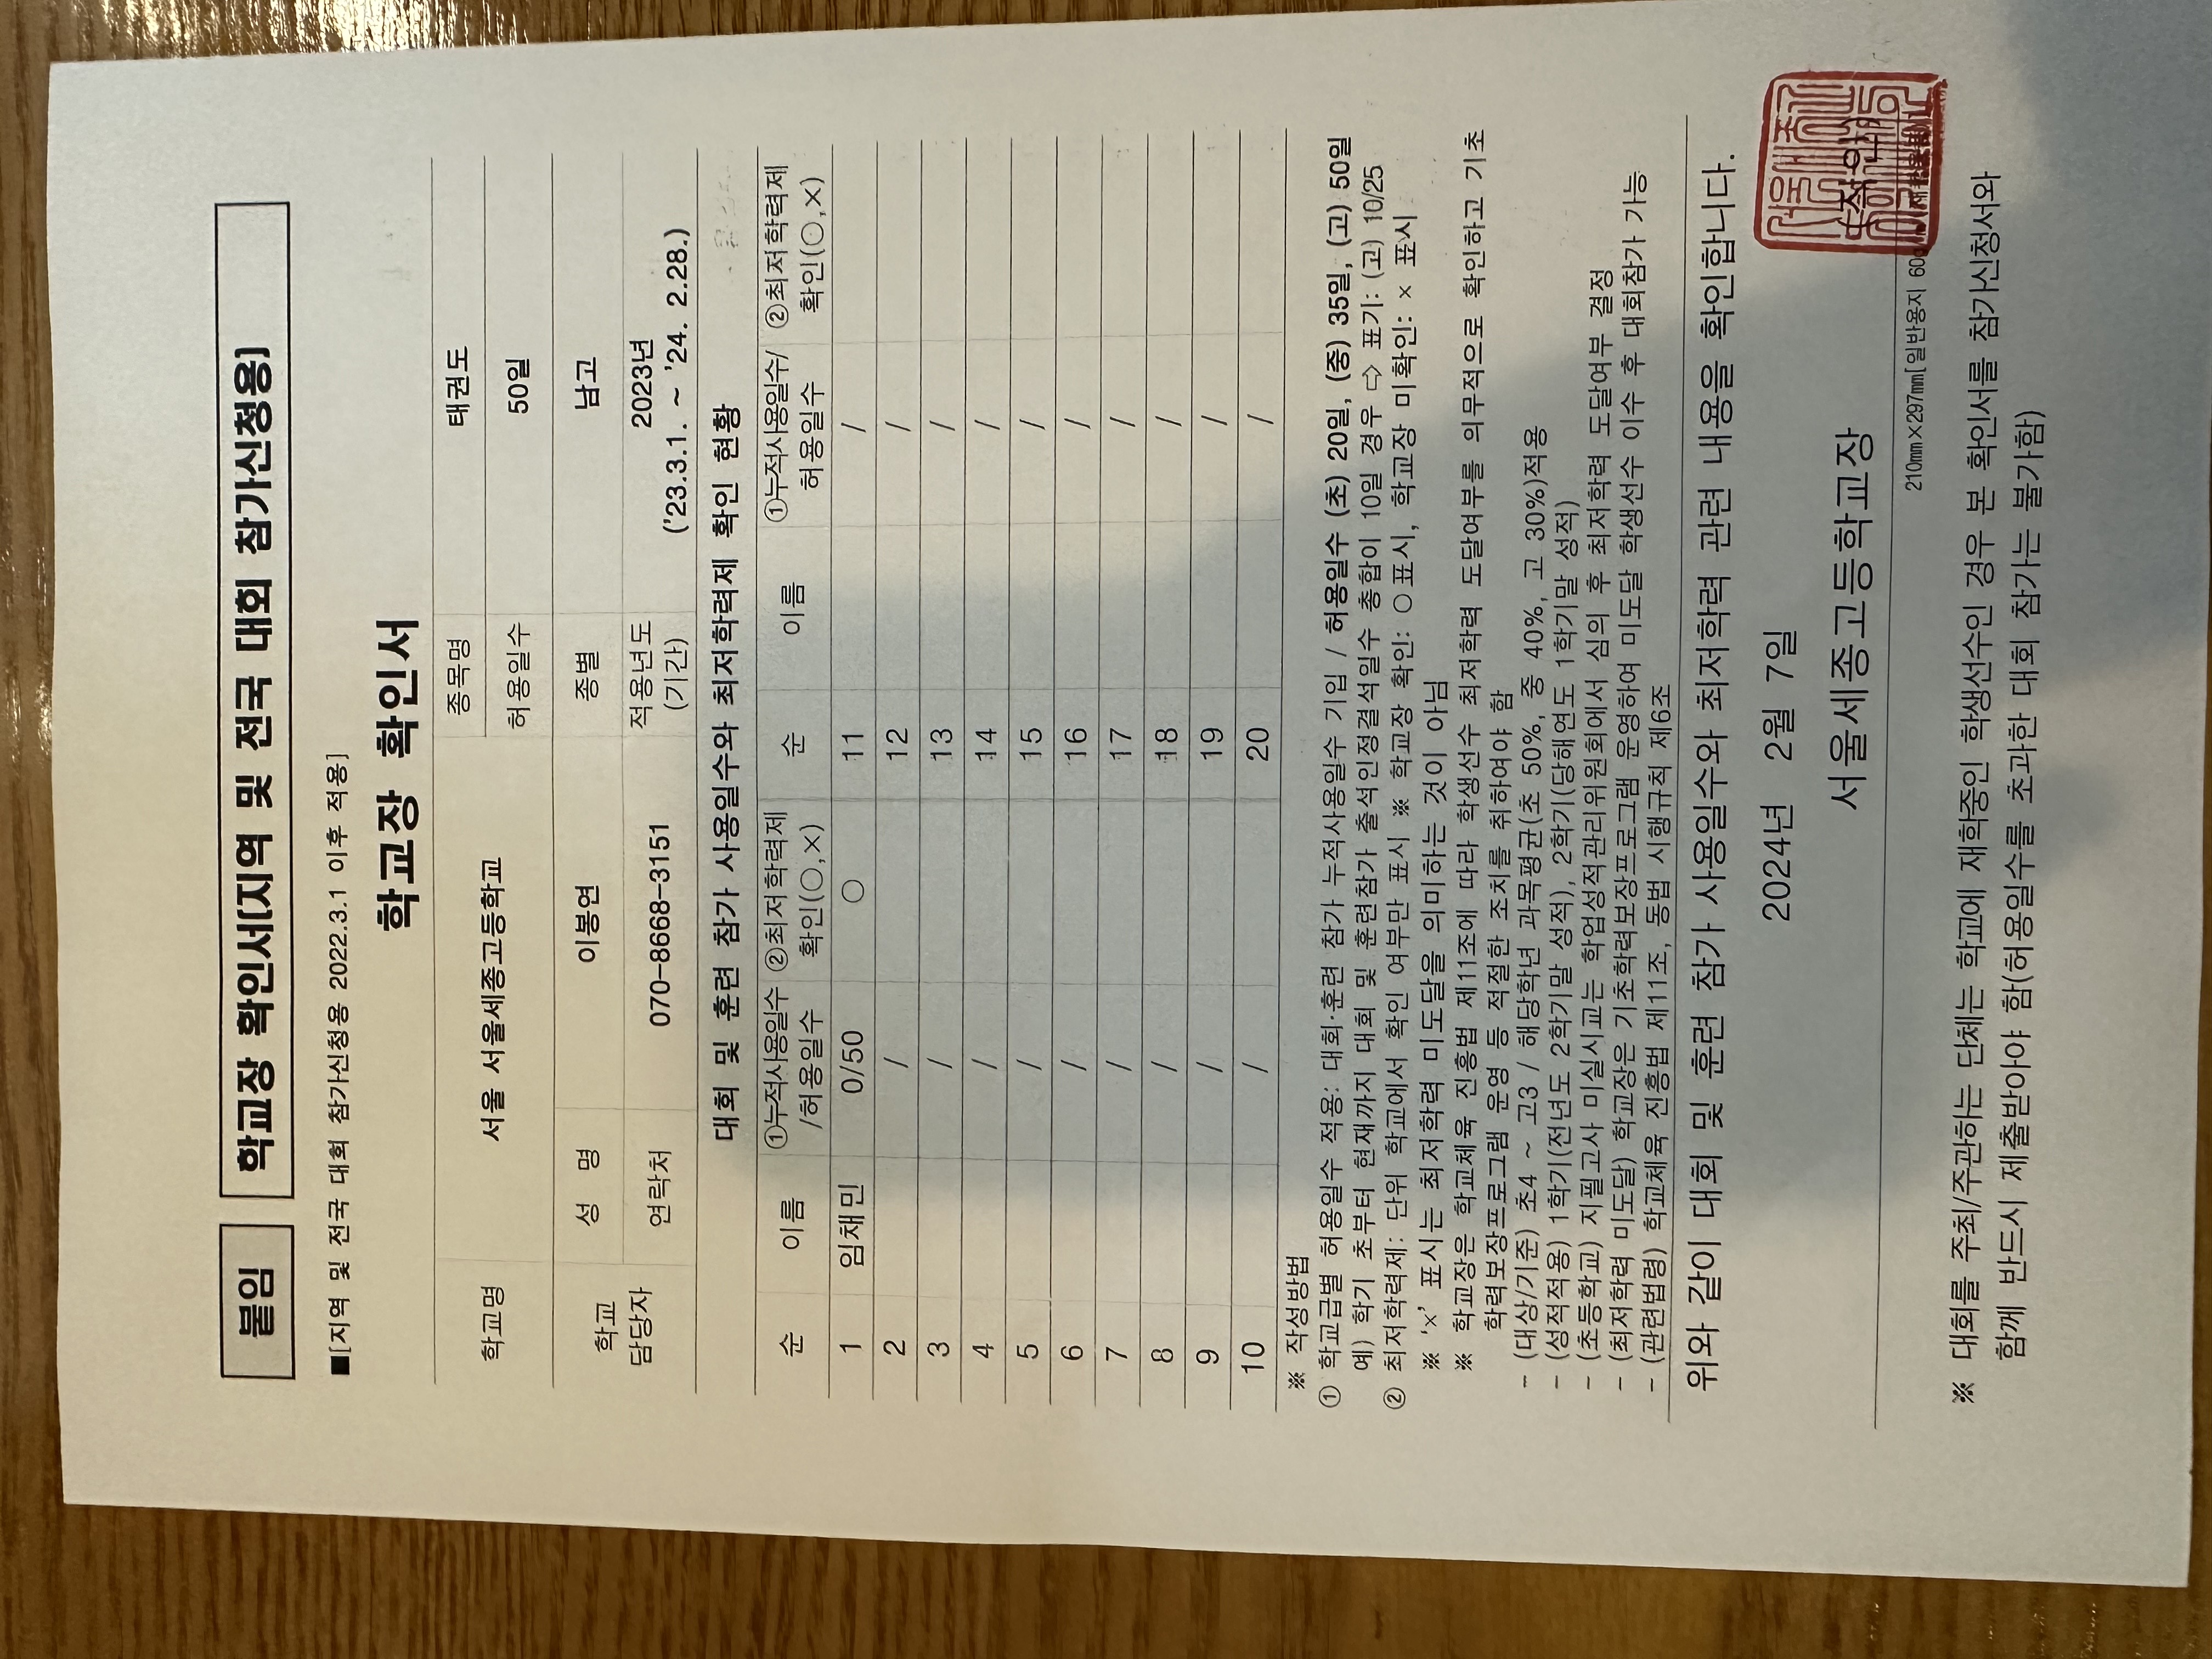 붙임 학교장 확인서[지역 및 전국 대회 참가신청용]
■[지역 및 전국 대회 참가신청용 2022.3.1 이후 적용]
학교장 확인서
학교명 서울 서울세종고등학교 종목명 태권도
허용일수 50일
학교 담당자 성 명 이봉연 종별 남고
연락처 070-8668-3151 적용년도 (기간) 2023년
('23.3.1. ~ '24. 2.28.)
대회 및 훈련 참가 사용일수와 최저학력제 확인 현황
순 이름 ①누적사용일수 /허용일수 ②최저학력제 확인(○,×) 순 이름 ①누적사용일수/ 허용일수 ②최저학력제 확인(○,×)
1 임채민 0/50 ○ 11 /
2 / 12 /
3 / 13 /
4 / 14 /
5 / 15 /
6 / 16 /
7 / 17 /
8 / 18 /
9 / 19 /
10 / 20 /
※ 작성방법
① 학교급별 허용일수 적용: 대회·훈련 참가 누적사용일수 기입 / 허용일수 (초) 20일, (중) 35일, (고) 50일
예) 학기 초부터 현재까지 대회 및 훈련참가 출석인정결석일수 총합이 10일 경우 ⇨ 표기: (고) 10/25
② 최저학력제: 단위 학교에서 확인 여부만 표시 ※ 학교장 확인: ○표시, 학교장 미확인: × 표시
※ '×' 표시는 최저학력 미도달을 의미하는 것이 아님
※ 학교장은 학교체육 진흥법 제11조에 따라 학생선수 최저학력 도달여부를 의무적으로 확인하고 기초
학력보장프로그램 운영 등 적절한 조치를 취하여야 함
- (대상/기준) 초4 ~ 고3 / 해당학년 과목평균(초 50%, 중 40%, 고 30%)적용
- (성적적용) 1학기(전년도 2학기말 성적), 2학기(당해연도 1학기말 성적)
- (초등학교) 지필고사 미실시교는 학업성적관리위원회에서 심의 후 최저학력 도달여부 결정
- (최저학력 미도달) 학교장은 기초학력보장프로그램 운영하여 미도달 학생선수 이수 후 대회참가 가능
- (관련법령) 학교체육 진흥법 제11조, 동법 시행규칙 제6조
위와 같이 대회 및 훈련 참가 사용일수와 최저학력 관련 내용을 확인합니다.
2024년 2월 7일
서울세종고등학교장
210mm×297mm[일반용지 60g
※ 대회를 주최/주관하는 단체는 학교에 재학중인 학생선수인 경우 본 확인서를 참가신청서와
함께 반드시 제출받아야 함(허용일수를 초과한 대회 참가는 불가함)